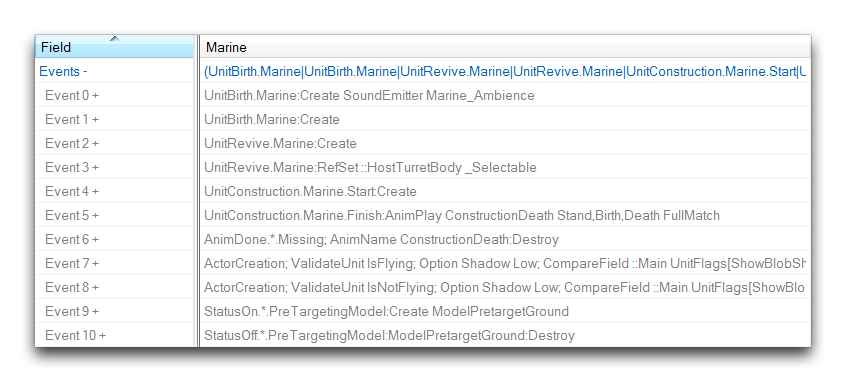 Field Marine
Events - (UnitBirth.Marine|UnitBirth.Marine|UnitRevive.Marine|UnitRevive.Marine|UnitConstruction.Marine.Start|U
Event 0 + UnitBirth.Marine:Create SoundEmitter Marine_Ambience
Event 1 + UnitBirth.Marine:Create
Event 2 + UnitRevive.Marine:Create
Event 3 + UnitRevive.Marine:RefSet ::HostTurretBody _Selectable
Event 4 + UnitConstruction.Marine.Start:Create
Event 5 + UnitConstruction.Marine.Finish:AnimPlay ConstructionDeath Stand,Birth,Death FullMatch
Event 6 + AnimDone.*.Missing; AnimName ConstructionDeath:Destroy
Event 7 + ActorCreation; ValidateUnit IsFlying; Option Shadow Low; CompareField ::Main UnitFlags[ShowBlobSh
Event 8 + ActorCreation; ValidateUnit IsNotFlying; Option Shadow Low; CompareField ::Main UnitFlags[ShowBlo
Event 9 + StatusOn.*.PreTargetingModel:Create ModelPretargetGround
Event 10 + StatusOff.*.PreTargetingModel:ModelPretargetGround:Destroy